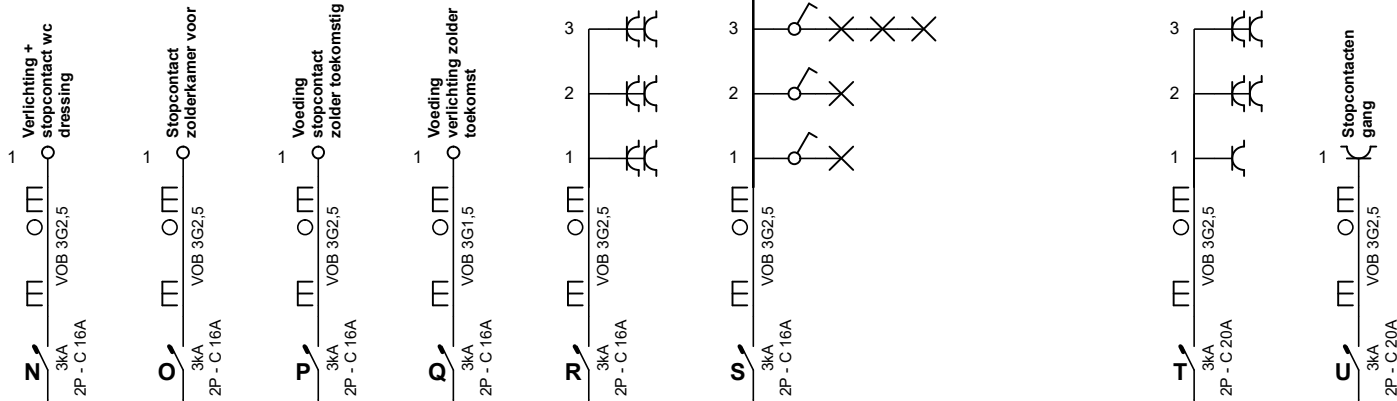 Verlichting +
stopcontact wc
dressing
1
VOB 3G2,5
3kA
2P - C 16A
N
Stopcontact
zolderkamer voor
1
VOB 3G2,5
3kA
2P - C 16A
O
Voeding
stopcontact
zolder toekomstig
1
VOB 3G2,5
3kA
2P - C 16A
P
Voeding
verlichting zolder
toekomst
1
VOB 3G1,5
3kA
2P - C 16A
Q
3
2
1
VOB 3G2,5
3kA
2P - C 16A
R
3
2
1
VOB 3G2,5
3kA
2P - C 16A
S
3
2
1
VOB 3G2,5
3kA
2P - C 20A
T
Stopcontacten
gang
1
VOB 3G2,5
3kA
2P - C 20A
U